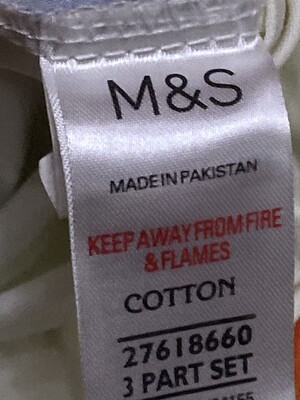 M&S
MADE IN PAKISTAN
KEEP AWAY FROM FIRE
& FLAMES
COTTON
27618660
3 PART SET